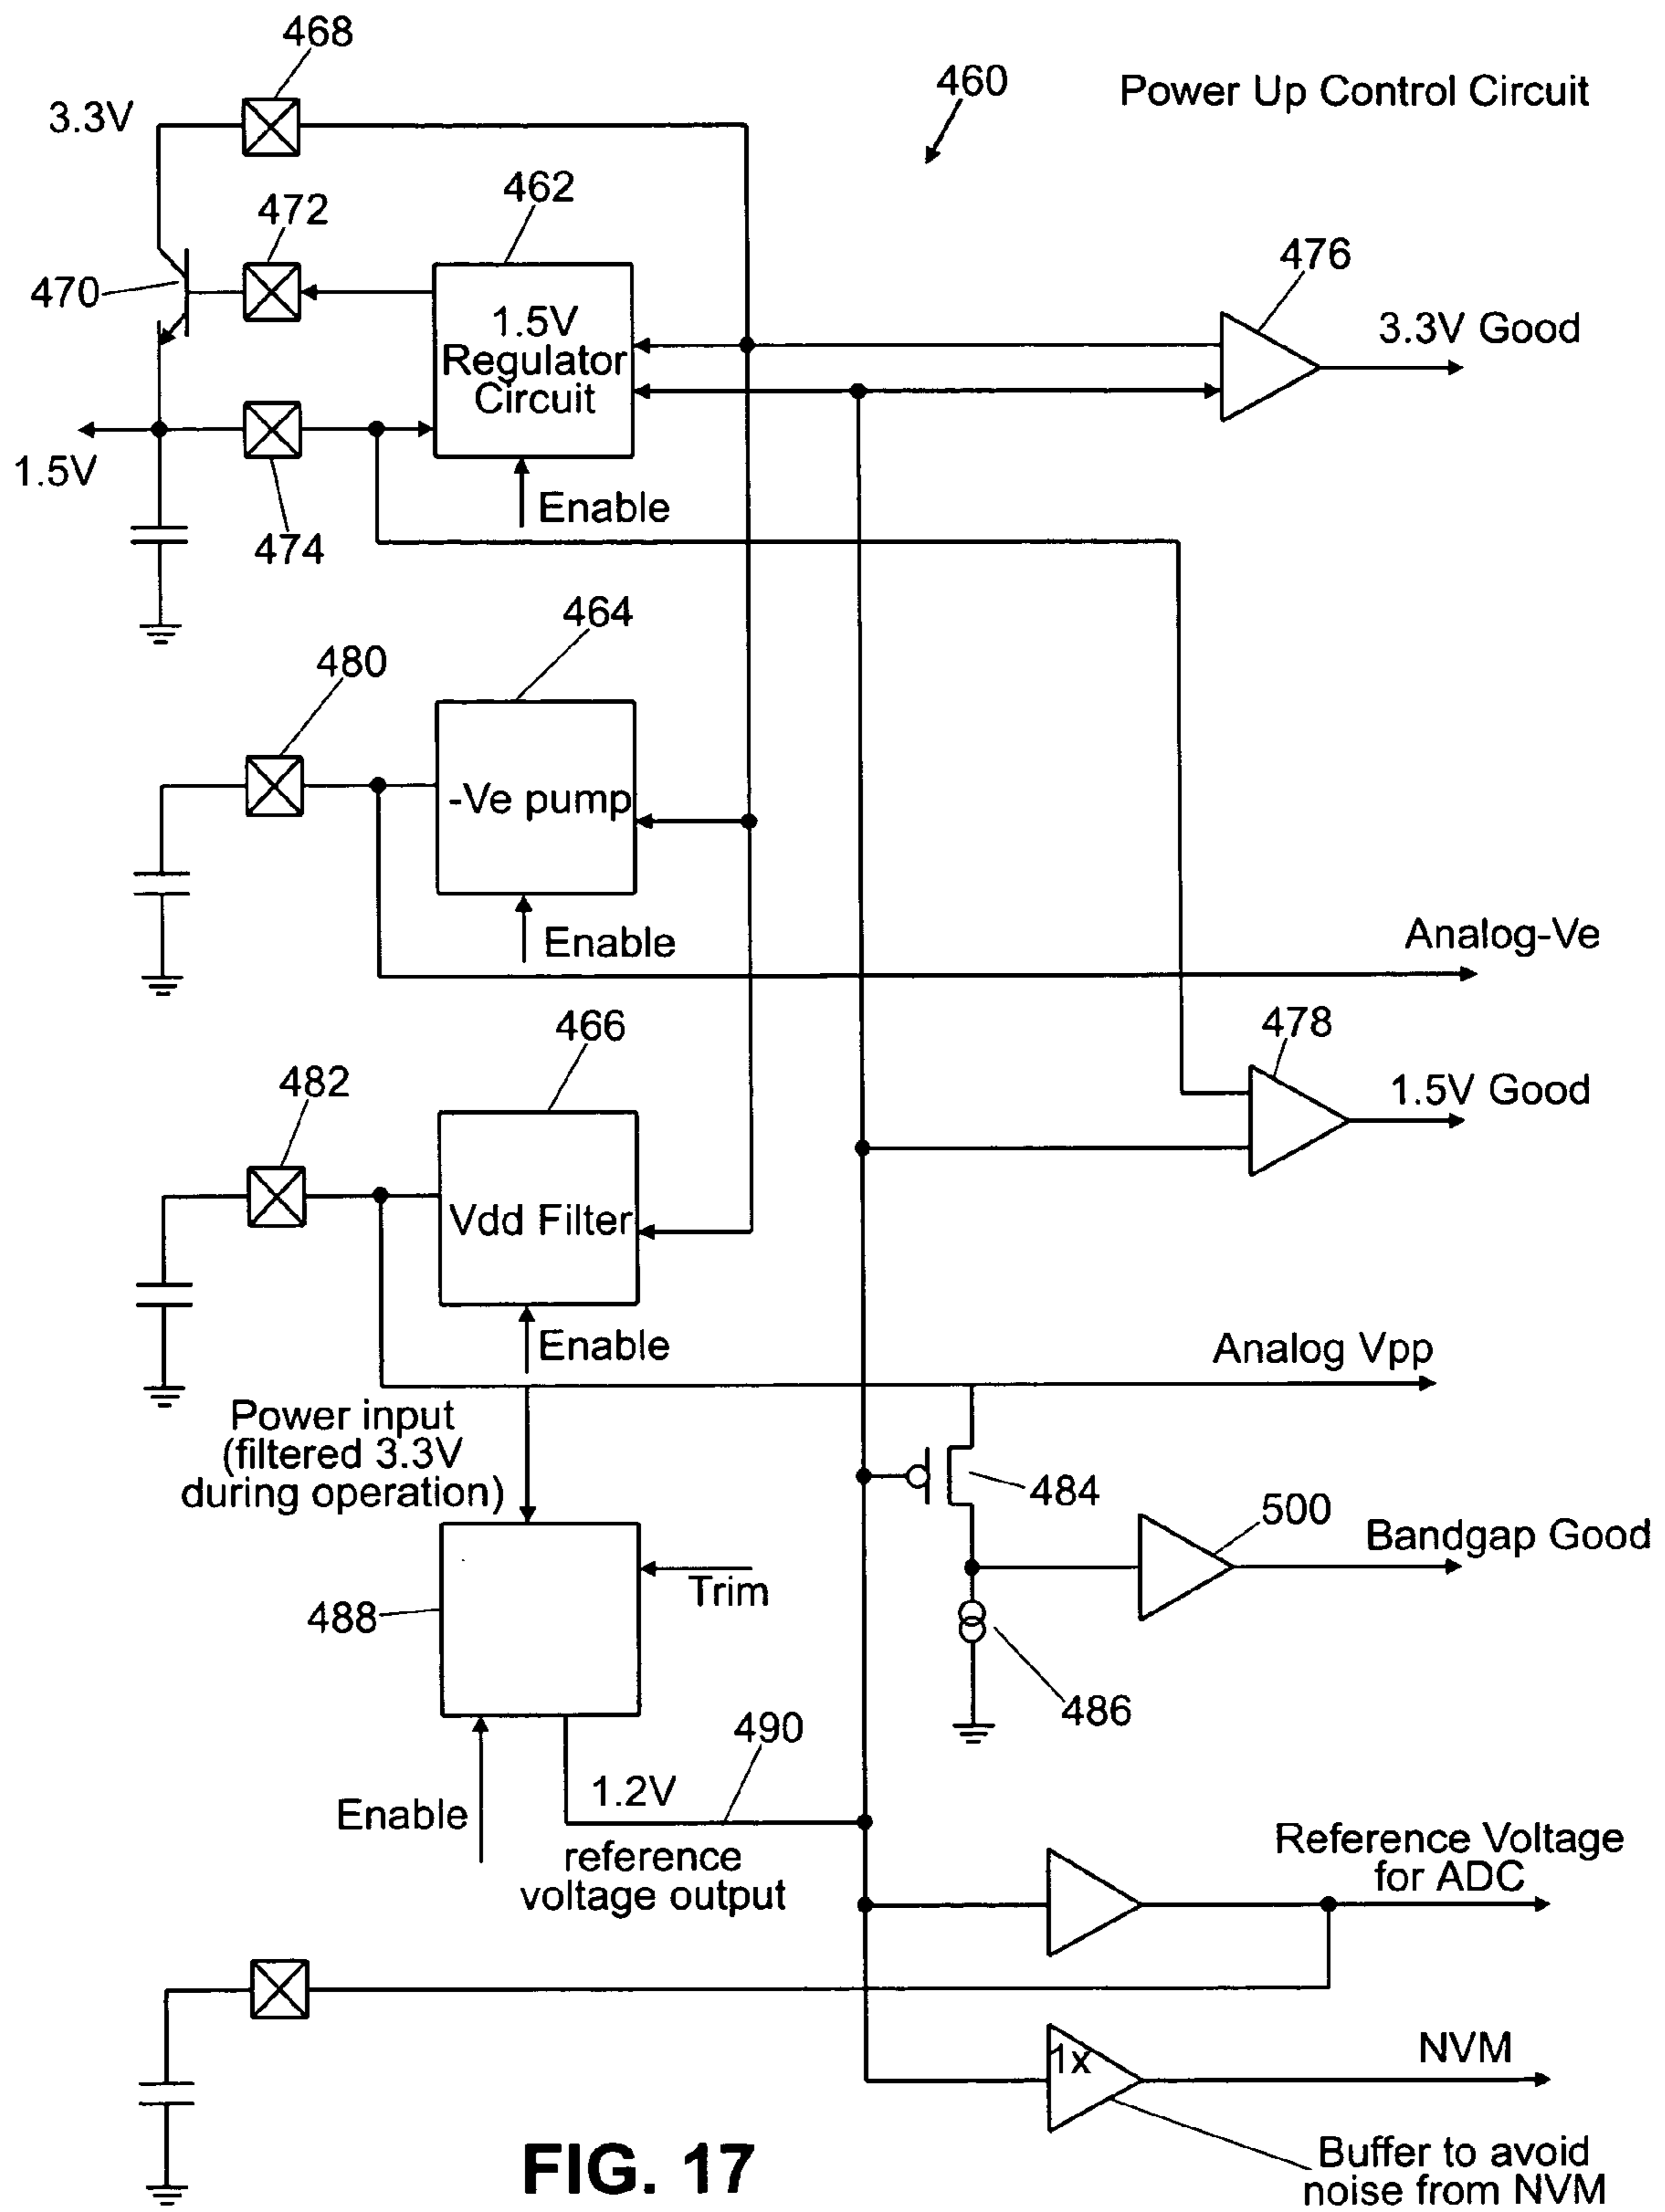 468
460
Power Up Control Circuit
3.3V
462
472
476
470
1.5V
Regulator
Circuit
3.3V Good
1.5V
Enable
474
464
480
-Ve pump
Enable
Analog-Ve
466
478
482
1.5V Good
Vdd Filter
Enable
Analog Vpp
Power input
(filtered 3.3V
during operation)
484
500
Bandgap Good
Trim
488
486
490
1.2V
Enable
reference
voltage output
Reference Voltage
for ADC
1x
NVM
FIG. 17
Buffer to avoid
noise from NVM